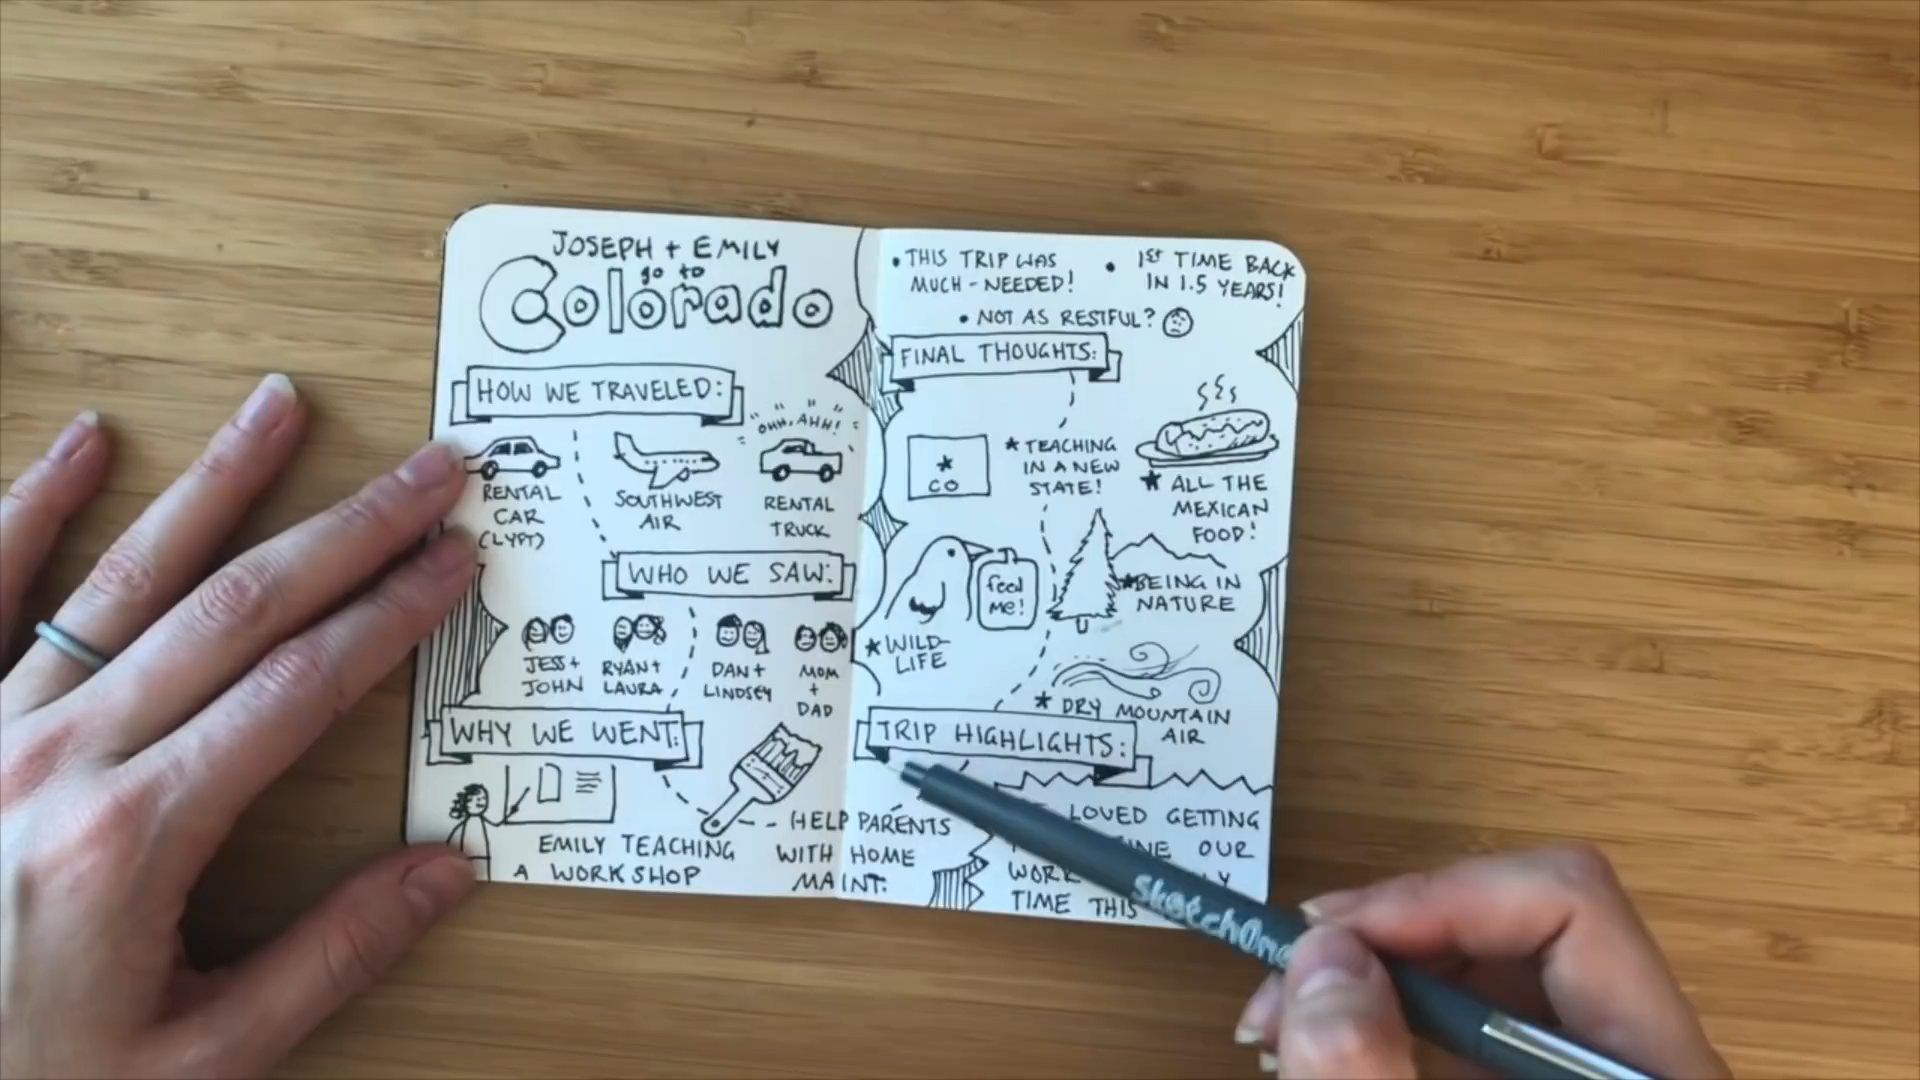 JOSEPH + EMILY
go to
Colorado
HOW WE TRAVELED:
RENTAL
CAR
(LYFT)
SOUTHWEST
AIR
OHH, AHH!
RENTAL
TRUCK
WHO WE SAW:
JESS +
JOHN
RYAN +
LAURA
DAN +
LINDSEY
MOM
+
DAD
WHY WE WENT:
EMILY TEACHING
A WORKSHOP
HELP PARENTS
WITH HOME
MAINT.
• THIS TRIP WAS
MUCH-NEEDED!
• 1st TIME BACK
IN 1.5 YEARS!
• NOT AS RESTFUL?
FINAL THOUGHTS:
CO
* TEACHING
IN A NEW
STATE!
* ALL THE
MEXICAN
FOOD!
feed
me!
* WILD-
LIFE
* BEING IN
NATURE
* DRY MOUNTAIN
AIR
TRIP HIGHLIGHTS:
LOVED GETTING
OUR
TIME THIS
SketchOne